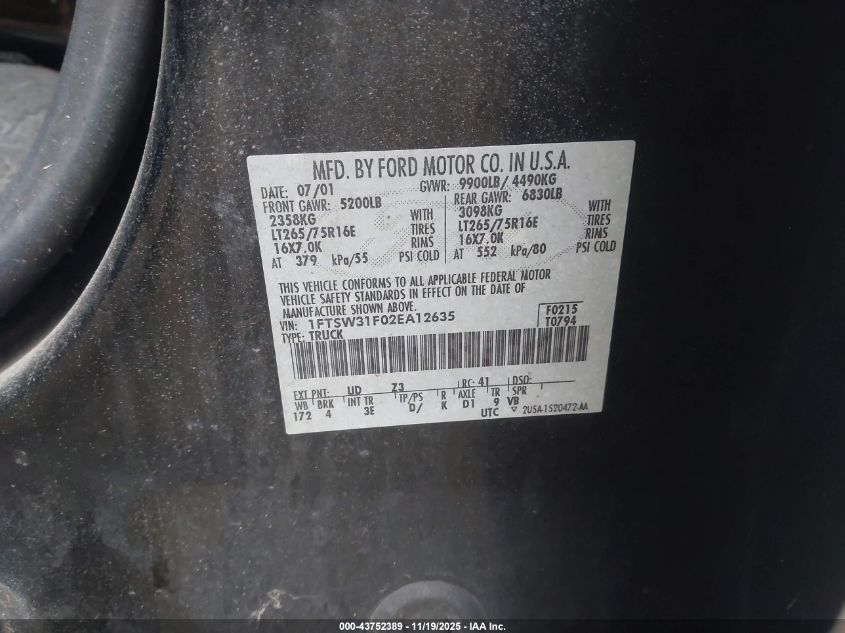 MFD. BY FORD MOTOR CO. IN U.S.A.
DATE: 07/01 GVWR: 9900LB/ 4490KG
FRONT GAWR: 5200LB REAR GAWR: 6830LB
2358KG WITH 3098KG WITH
LT265/75R16E TIRES LT265/75R16E TIRES
16X7.0K RIMS 16X7.0K RIMS
AT 379 kPa/55 PSI COLD AT 552 kPa/80 PSI COLD
THIS VEHICLE CONFORMS TO ALL APPLICABLE FEDERAL MOTOR
VEHICLE SAFETY STANDARDS IN EFFECT ON THE DATE OF
MANUFACTURE SHOWN ABOVE.
VIN: 1FTSW31F02EA12635 F0215
TYPE: TRUCK T0794
EXT PNT: UD Z3 RC: 41 DSO:
WB BRK INT TR TP/PS R AXLE TR SPR
172 4 3E D/ K D1 9 VB
UTC 2U5A-1520472-AA
000-43752389 - 11/19/2025 - IAA Inc.